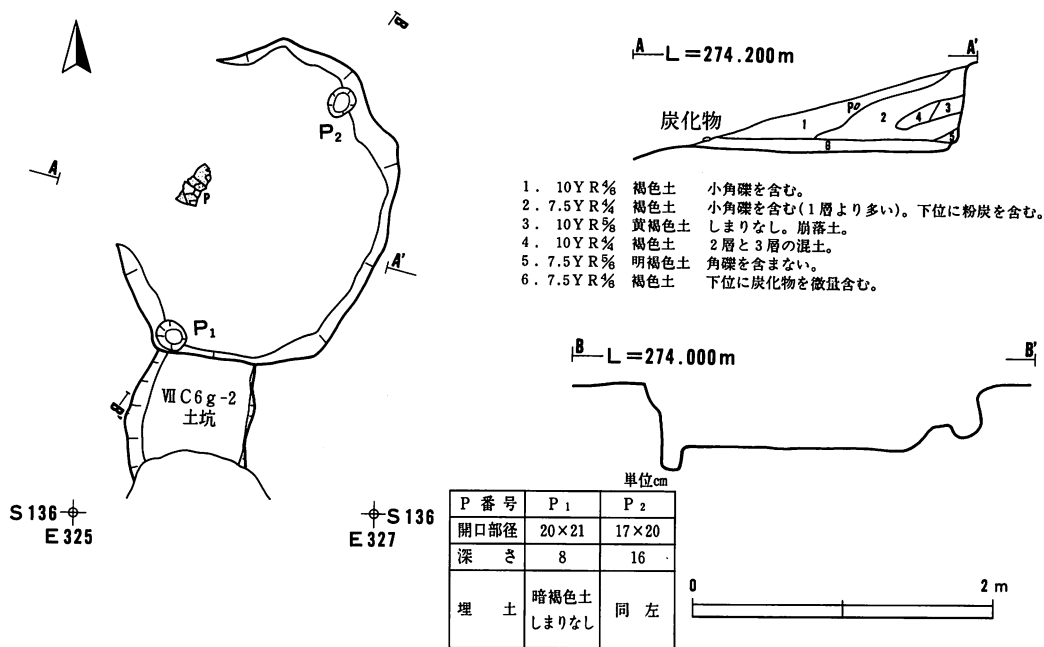 B
P₂
A
P
A'
P₁
B'
ⅦC6g-2
土坑
S136
E325
S136
E327
A L=274.200m A'
炭化物
Po
1 2 3 4 5 6
1. 10YR4/6 褐色土 小角礫を含む。
2. 7.5YR4/4 褐色土 小角礫を含む(1層より多い)。下位に粉炭を含む。
3. 10YR5/6 黄褐色土 しまりなし。崩落土。
4. 10YR4/4 褐色土 2層と3層の混土。
5. 7.5YR5/6 明褐色土 角礫を含まない。
6. 7.5YR4/6 褐色土 下位に炭化物を微量含む。
B L=274.000m B'
単位cm
P番号 P₁ P₂
開口部径 20×21 17×20
深さ 8 16
埋土 暗褐色土 しまりなし 同左
0 2m